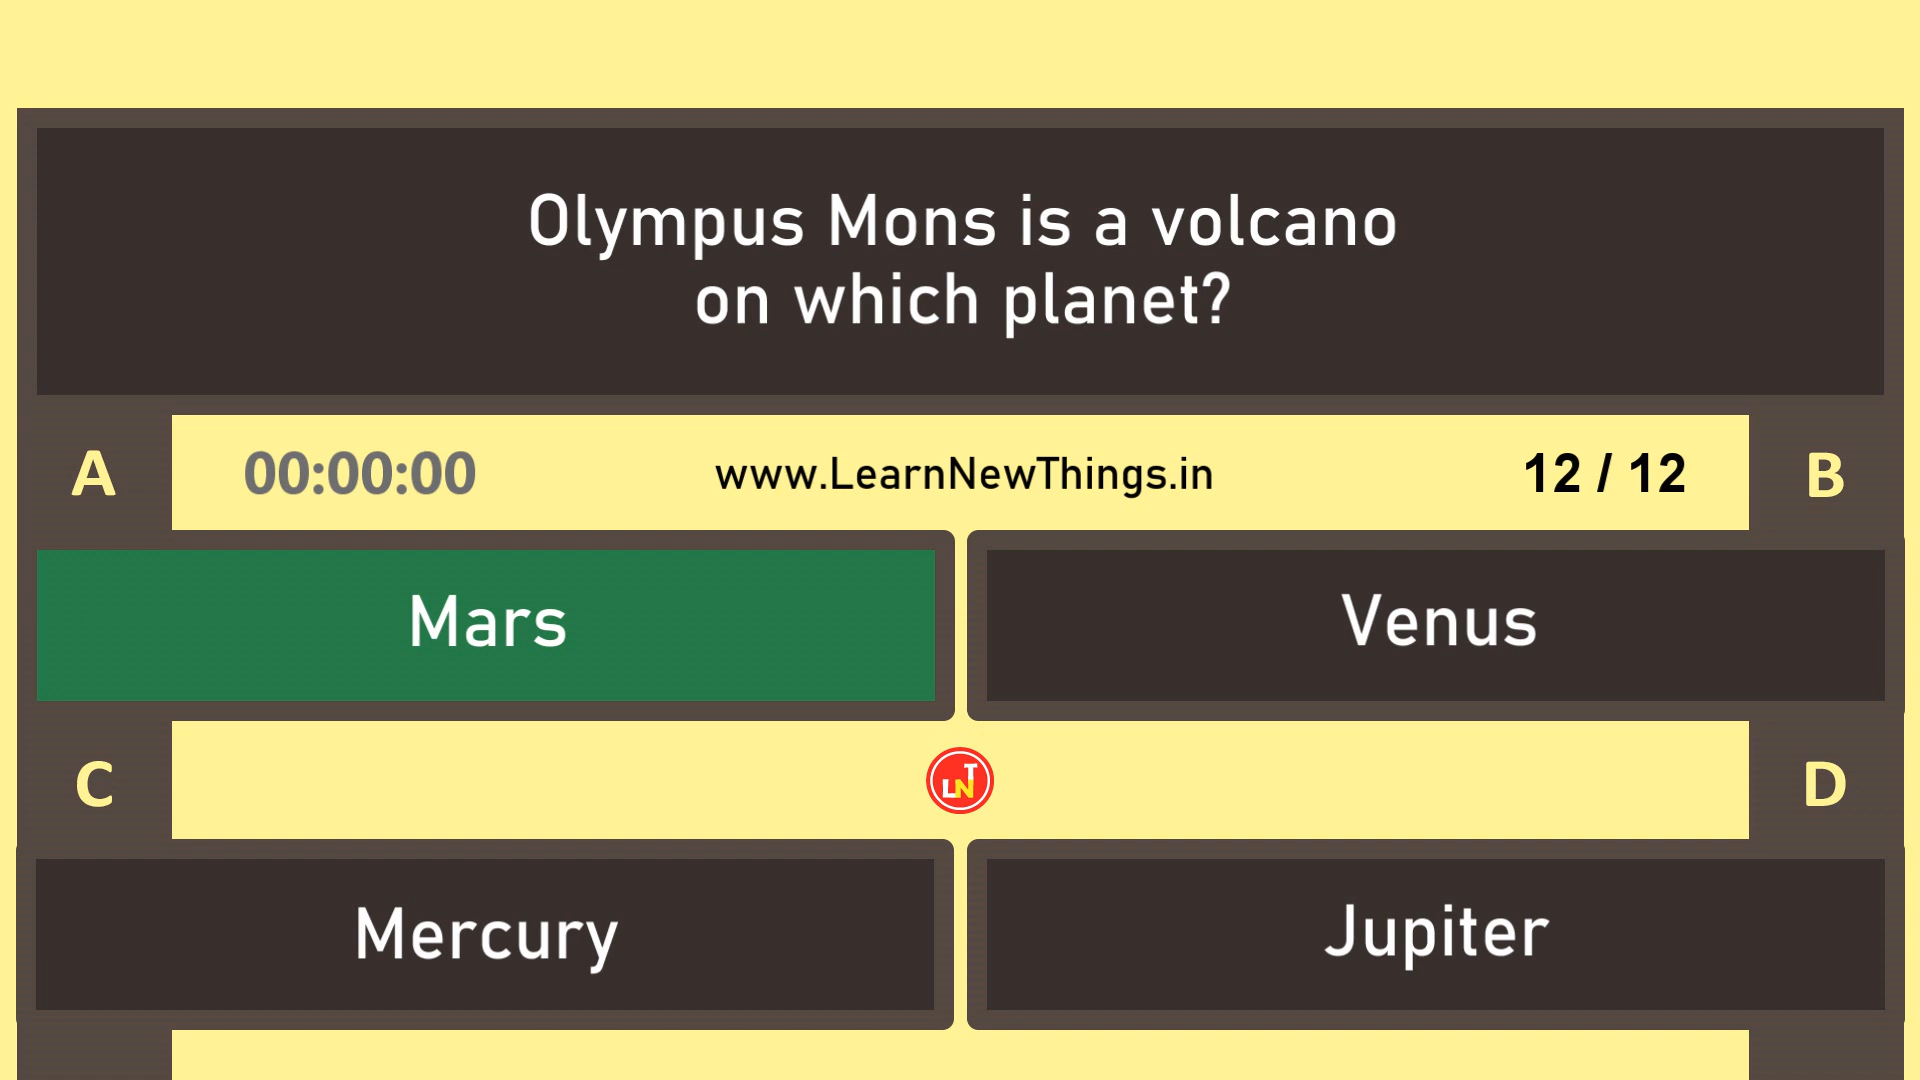 Olympus Mons is a volcano
on which planet?
A
00:00:00
www.LearnNewThings.in
12 / 12
B
Mars
Venus
C
LNT
D
Mercury
Jupiter